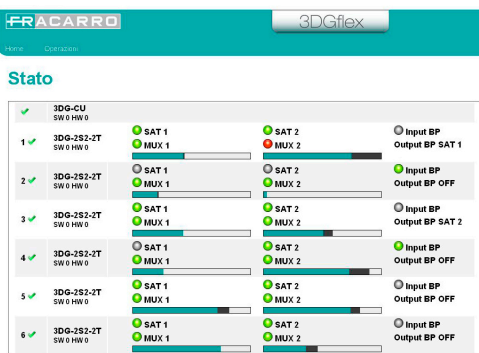 FRACARRO
3DGflex
Home Operazioni
Stato
3DG-CU
SW 0 HW 0
1 3DG-2S2-2T SAT 1 SAT 2 Input BP
SW 0 HW 0 MUX 1 MUX 2 Output BP SAT 1
2 3DG-2S2-2T SAT 1 SAT 2 Input BP
SW 0 HW 0 MUX 1 MUX 2 Output BP OFF
3 3DG-2S2-2T SAT 1 SAT 2 Input BP
SW 0 HW 0 MUX 1 MUX 2 Output BP SAT 2
4 3DG-2S2-2T SAT 1 SAT 2 Input BP
SW 0 HW 0 MUX 1 MUX 2 Output BP OFF
5 3DG-2S2-2T SAT 1 SAT 2 Input BP
SW 0 HW 0 MUX 1 MUX 2 Output BP OFF
6 3DG-2S2-2T SAT 1 SAT 2 Input BP
SW 0 HW 0 MUX 1 MUX 2 Output BP OFF